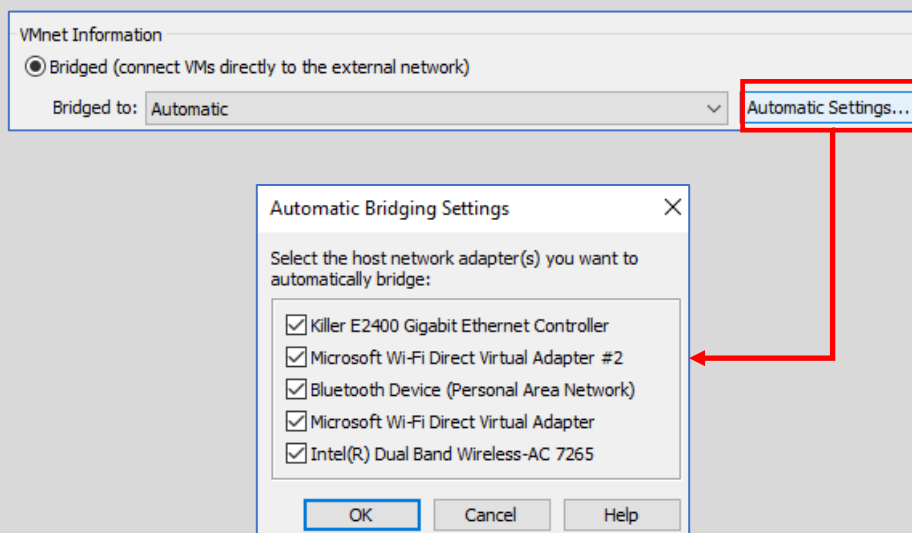 VMnet Information
Bridged (connect VMs directly to the external network)
Bridged to: Automatic Automatic Settings...
Automatic Bridging Settings
Select the host network adapter(s) you want to
automatically bridge:
Killer E2400 Gigabit Ethernet Controller
Microsoft Wi-Fi Direct Virtual Adapter #2
Bluetooth Device (Personal Area Network)
Microsoft Wi-Fi Direct Virtual Adapter
Intel(R) Dual Band Wireless-AC 7265
OK Cancel Help